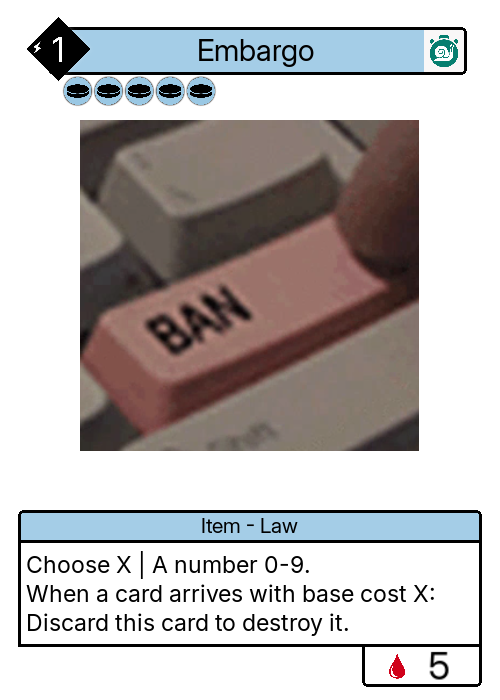 1
Embargo
BAN
Shift
Item - Law
Choose X | A number 0-9.
When a card arrives with base cost X:
Discard this card to destroy it.
5